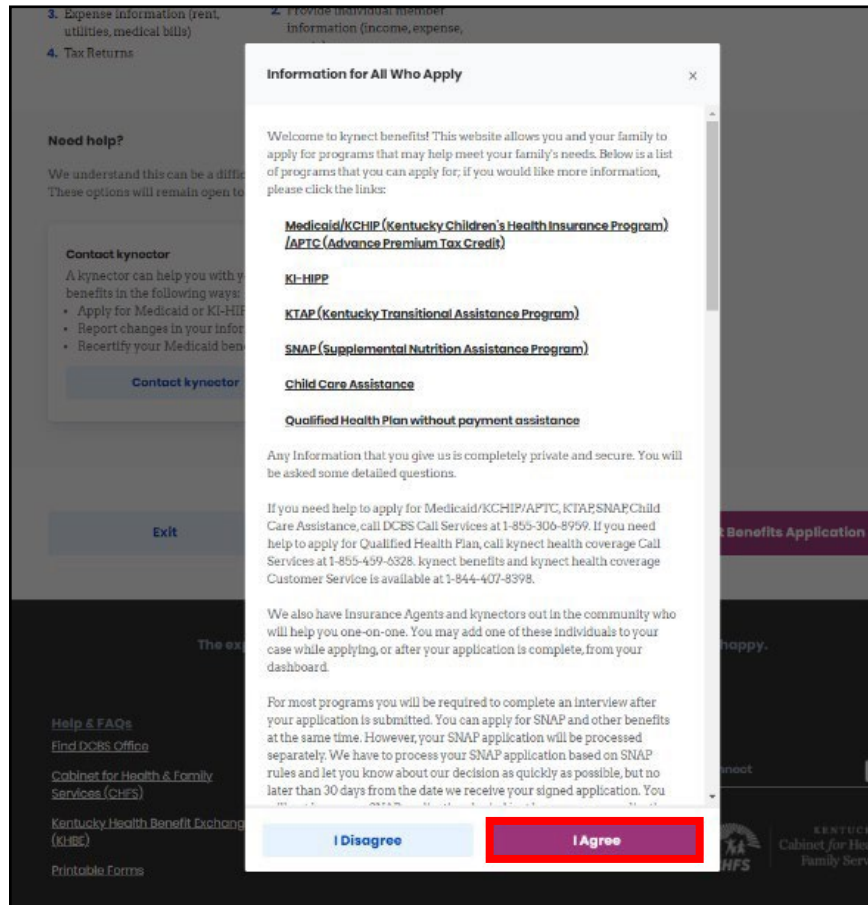 3. Expense information (rent,
utilities, medical bills)
4. Tax Returns
2. Provide individual member
information (income, expense,
Need help?
We understand this can be a diffic
These options will remain open to
Contact kynector
A kynector can help you with y
benefits in the following ways:
• Apply for Medicaid or KI-HIP
• Report changes in your infor
• Recertify your Medicaid ben
Contact kynector
Exit
t Benefits Application
Information for All Who Apply
×
Welcome to kynect benefits! This website allows you and your family to
apply for programs that may help meet your family's needs. Below is a list
of programs that you can apply for; if you would like more information,
please click the links:
Medicaid/KCHIP (Kentucky Children's Health Insurance Program)
/APTC (Advance Premium Tax Credit)
KI-HIPP
KTAP (Kentucky Transitional Assistance Program)
SNAP (Supplemental Nutrition Assistance Program)
Child Care Assistance
Qualified Health Plan without payment assistance
Any Information that you give us is completely private and secure. You will
be asked some detailed questions.
If you need help to apply for Medicaid/KCHIP/APTC, KTAP,SNAP,Child
Care Assistance, call DCBS Call Services at 1-855-306-8959. If you need
help to apply for Qualified Health Plan, call kynect health coverage Call
Services at 1-855-459-6328. kynect benefits and kynect health coverage
Customer Service is available at 1-844-407-8398.
We also have Insurance Agents and kynectors out in the community who
will help you one-on-one. You may add one of these individuals to your
case while applying, or after your application is complete, from your
dashboard.
For most programs you will be required to complete an interview after
your application is submitted. You can apply for SNAP and other benefits
at the same time. However, your SNAP application will be processed
separately. We have to process your SNAP application based on SNAP
rules and let you know about our decision as quickly as possible, but no
later than 30 days from the date we receive your signed application. You
I Disagree
I Agree
The ex
happy.
Help & FAQs
Find DCBS Office
Cabinet for Health & Family
Services (CHFS)
Kentucky Health Benefit Exchang
(KHBE)
Printable Forms
nnect
HFS
KENTUC
Cabinet for Hea
Family Serv